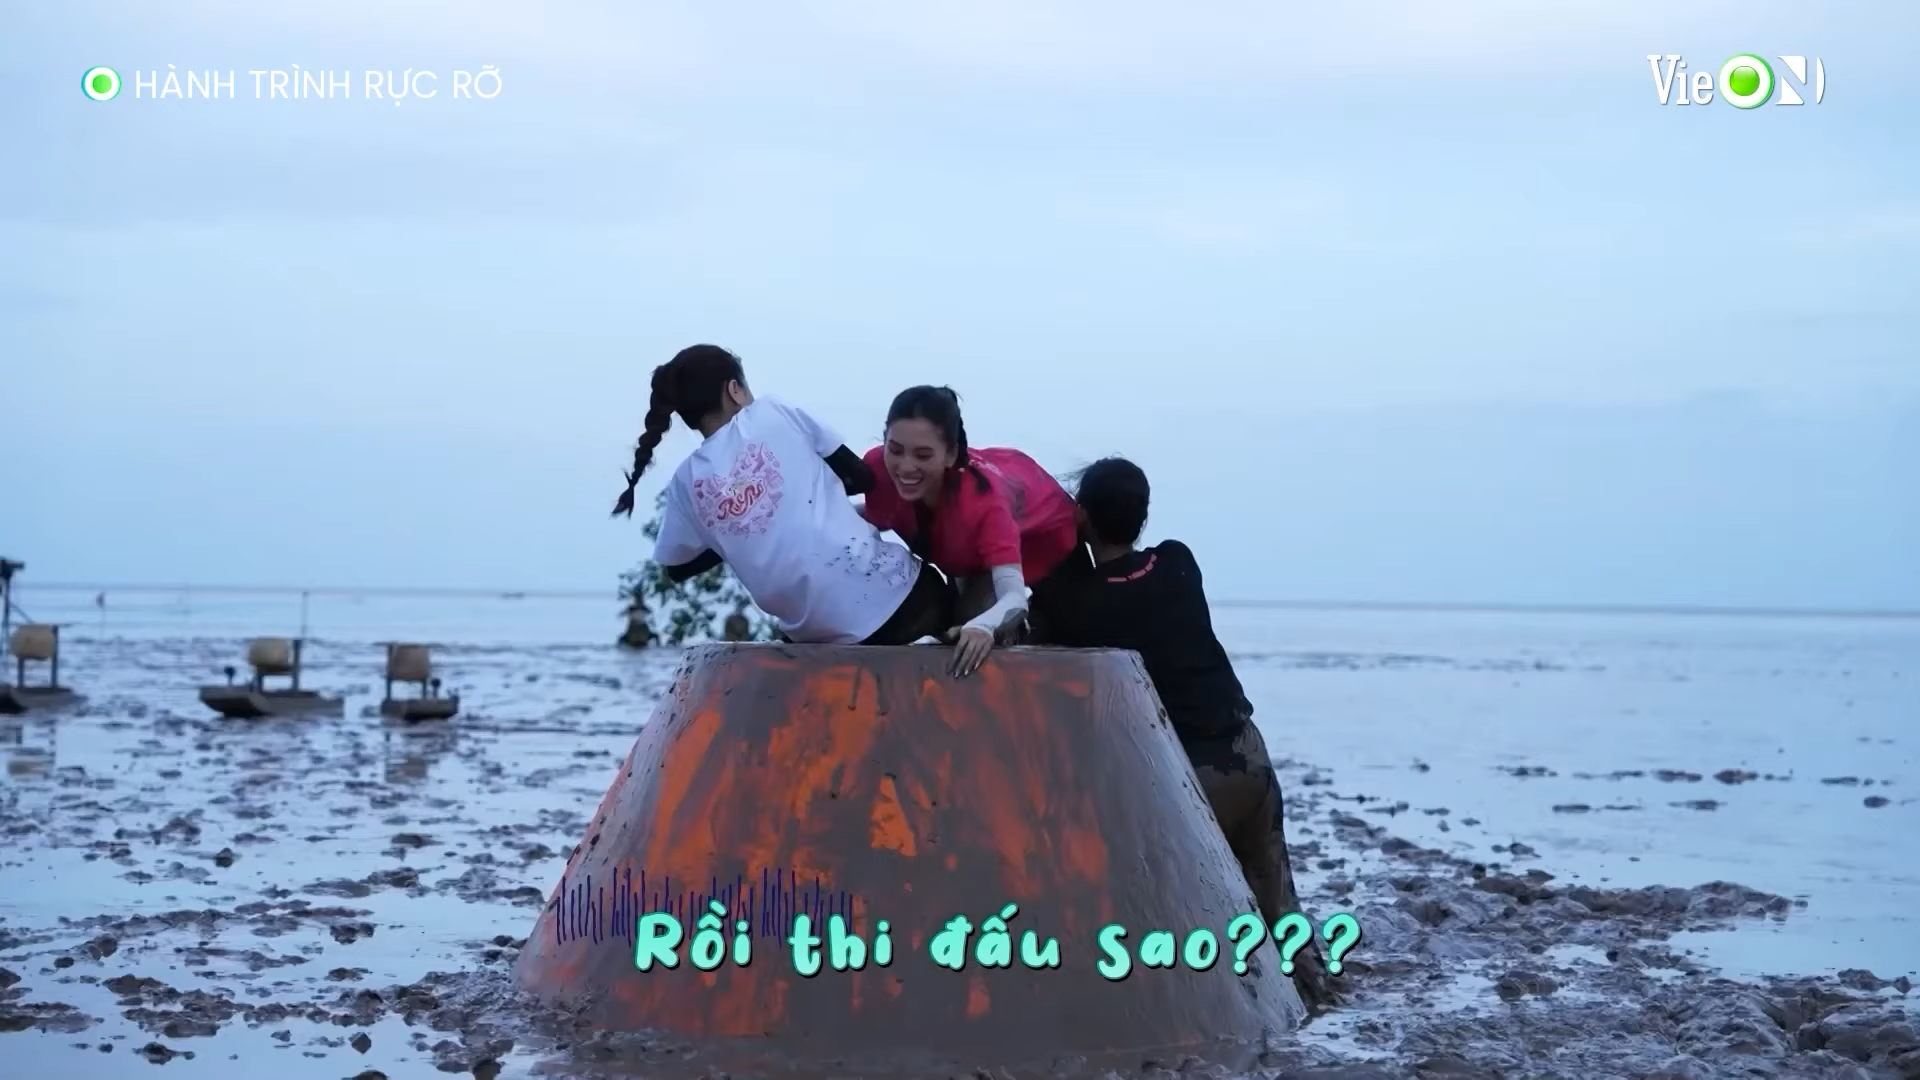 HÀNH TRÌNH RỰC RỠ
VieON
Rồi thi đấu sao???